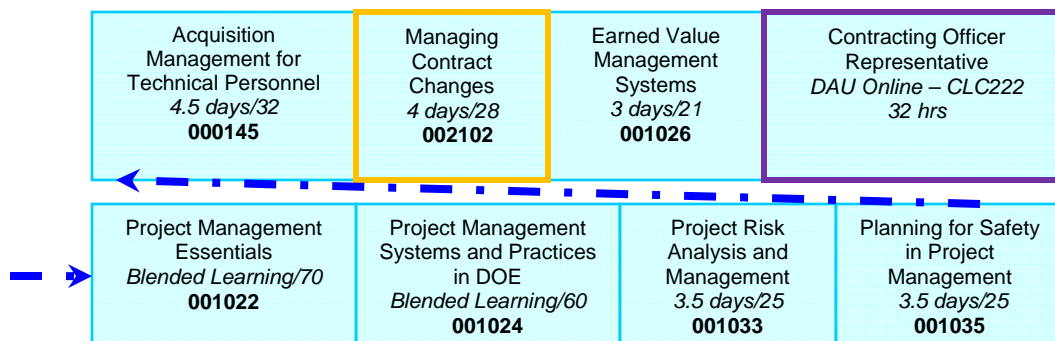 Acquisition
Management for
Technical Personnel
4.5 days/32
000145
Managing
Contract
Changes
4 days/28
002102
Earned Value
Management
Systems
3 days/21
001026
Contracting Officer
Representative
DAU Online – CLC222
32 hrs
Project Management
Essentials
Blended Learning/70
001022
Project Management
Systems and Practices
in DOE
Blended Learning/60
001024
Project Risk
Analysis and
Management
3.5 days/25
001033
Planning for Safety
in Project
Management
3.5 days/25
001035